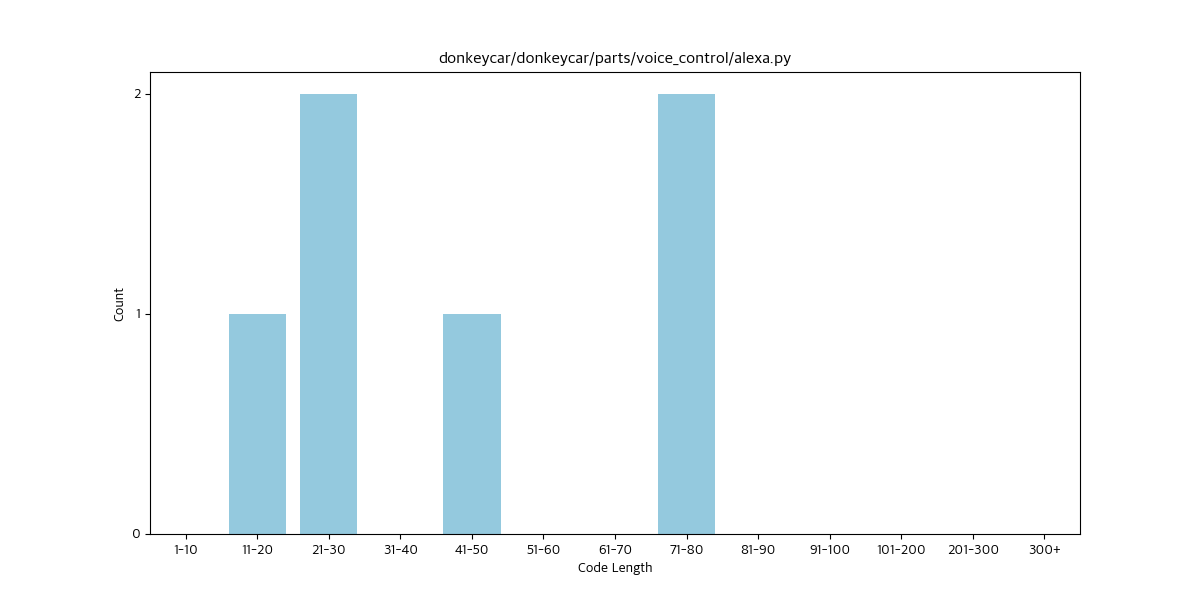 donkeycar/donkeycar/parts/voice_control/alexa.py
2
1
0
Count
1-10 11-20 21-30 31-40 41-50 51-60 61-70 71-80 81-90 91-100 101-200 201-300 300+
Code Length